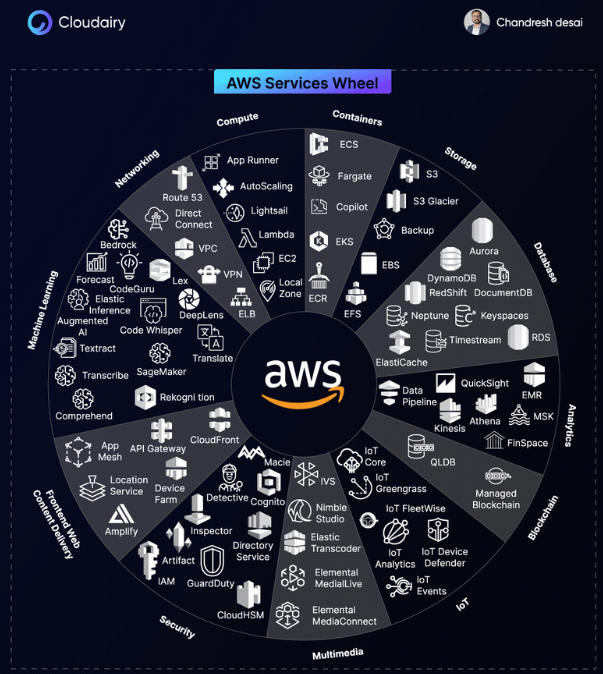 Cloudairy
Chandresh desai
AWS Services Wheel
Compute
Containers
Networking
Storage
Machine Learning
Database
Analytics
Blockchain
IoT
Multimedia
Security
Frontend Web
Content Delivery
App Runner
AutoScaling
Lightsail
Lambda
EC2
Local
Zone
ECS
Fargate
Copilot
EKS
ECR
S3
S3 Glacier
Backup
EBS
EFS
Aurora
DynamoDB
DocumentDB
RedShift
Neptune
Keyspaces
Timestream
RDS
ElastiCache
Data
Pipeline
QuickSight
EMR
Kinesis
Athena
MSK
FinSpace
QLDB
Managed
Blockchain
IoT
Core
IoT
Greengrass
IoT FleetWise
IoT
Analytics
IoT Device
Defender
IoT
Events
IVS
Nimble
Studio
Elastic
Transcoder
Elemental
MedialLive
Elemental
MediaConnect
Macie
Detective
Cognito
Inspector
Directory
Service
Artifact
IAM
GuardDuty
CloudHSM
CloudFront
API Gateway
App
Mesh
Location
Service
Device
Farm
Amplify
Bedrock
Forecast
CodeGuru
Lex
Elastic
Inference
DeepLens
Augmented
AI
Code Whisper
Translate
Textract
SageMaker
Transcribe
Rekogni tion
Comprehend
Route 53
Direct
Connect
VPC
VPN
ELB
aws